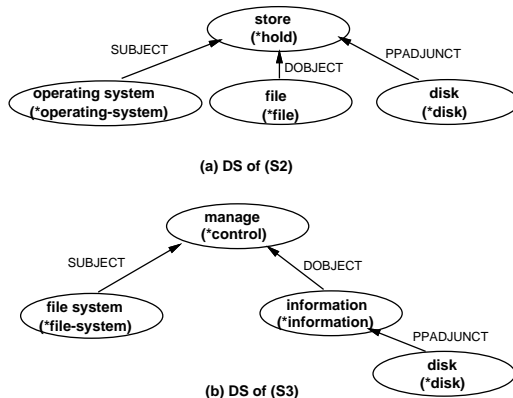 store
(*hold)
SUBJECT
DOBJECT
PPADJUNCT
operating system
(*operating-system)
file
(*file)
disk
(*disk)
(a) DS of (S2)
manage
(*control)
SUBJECT
DOBJECT
file system
(*file-system)
information
(*information)
PPADJUNCT
disk
(*disk)
(b) DS of (S3)